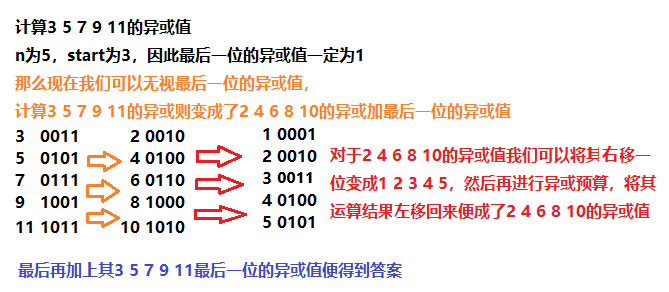 计算3 5 7 9 11的异或值
n为5，start为3，因此最后一位的异或值一定为1
那么现在我们可以无视最后一位的异或值，
计算3 5 7 9 11的异或则变成了2 4 6 8 10的异或加最后一位的异或值
3 0011 2 0010 1 0001
5 0101 4 0100 2 0010
7 0111 6 0110 3 0011
9 1001 8 1000 4 0100
11 1011 10 1010 5 0101
对于2 4 6 8 10的异或值我们可以将其右移一
位变成1 2 3 4 5，然后再进行异或预算，将其
运算结果左移回来便成了2 4 6 8 10的异或值
最后再加上其3 5 7 9 11最后一位的异或值便得到答案